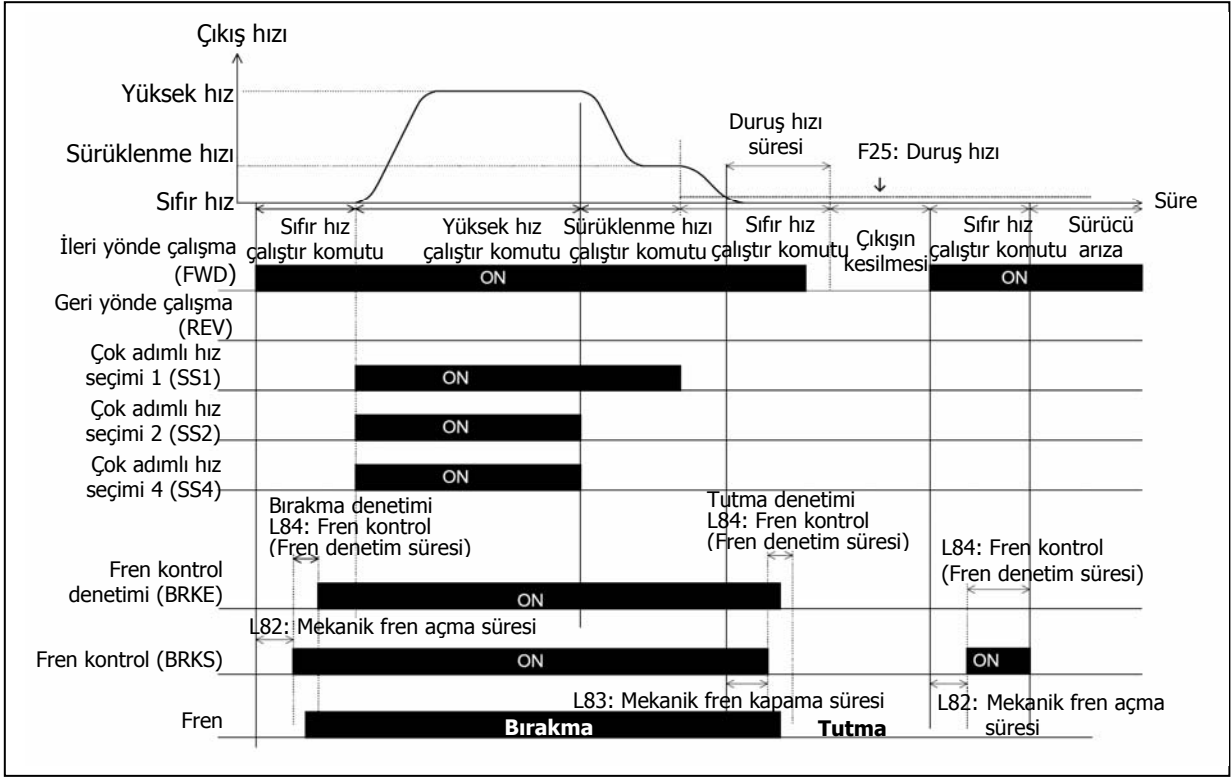 Çıkış hızı
Yüksek hız
Duruş hızı
süresi
F25: Duruş hızı
Sürüklenme hızı
Sıfır hız
Süre
Sıfır hız
çalıştır komutu
Yüksek hız
çalıştır komutu
Sürüklenme hızı
çalıştır komutu
Sıfır hız
çalıştır komutu
Çıkışın
kesilmesi
Sıfır hız
çalıştır komutu
Sürücü
arıza
İleri yönde çalışma
(FWD)
ON
ON
Geri yönde çalışma
(REV)
Çok adımlı hız
seçimi 1 (SS1)
ON
Çok adımlı hız
seçimi 2 (SS2)
ON
Çok adımlı hız
seçimi 4 (SS4)
ON
Bırakma denetimi
L84: Fren kontrol
(Fren denetim süresi)
Tutma denetimi
L84: Fren kontrol
(Fren denetim süresi)
L84: Fren kontrol
(Fren denetim süresi)
Fren kontrol
denetimi (BRKE)
ON
L82: Mekanik fren açma süresi
Fren kontrol (BRKS)
ON
ON
L83: Mekanik fren kapama süresi
L82: Mekanik fren açma
süresi
Fren
Bırakma
Tutma